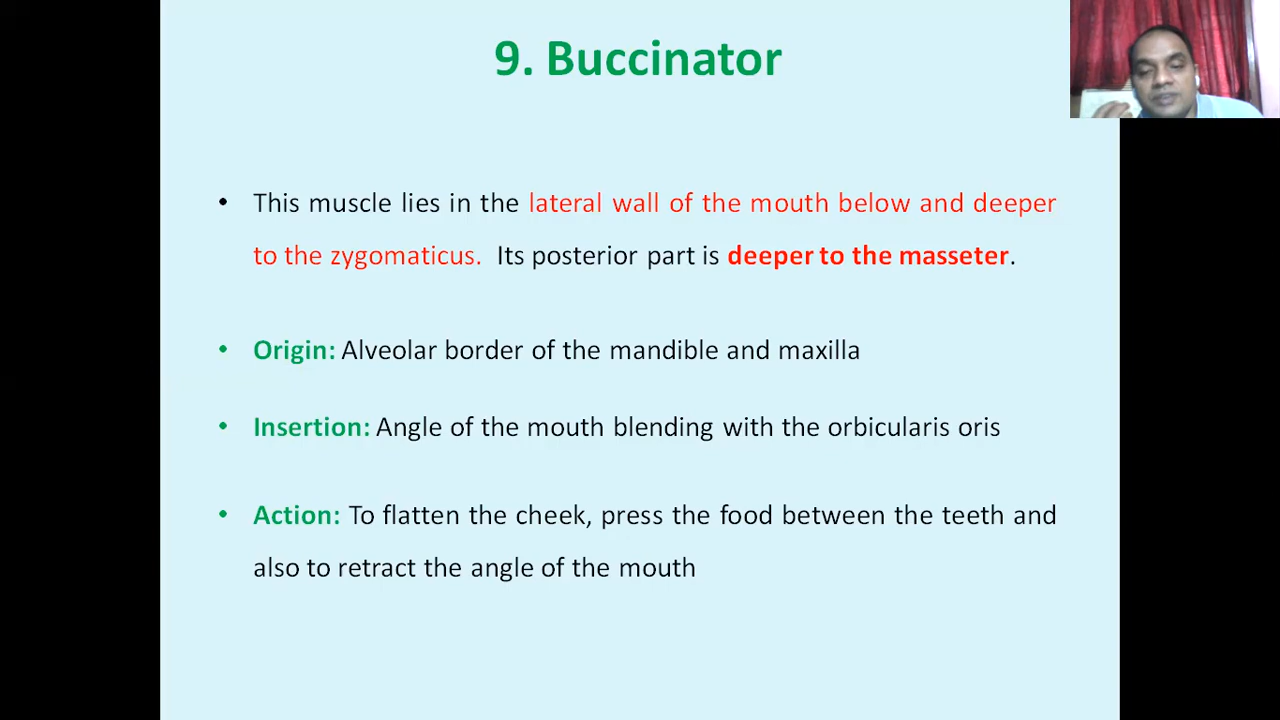 9. Buccinator
• This muscle lies in the lateral wall of the mouth below and deeper
to the zygomaticus. Its posterior part is deeper to the masseter.
• Origin: Alveolar border of the mandible and maxilla
• Insertion: Angle of the mouth blending with the orbicularis oris
• Action: To flatten the cheek, press the food between the teeth and
also to retract the angle of the mouth